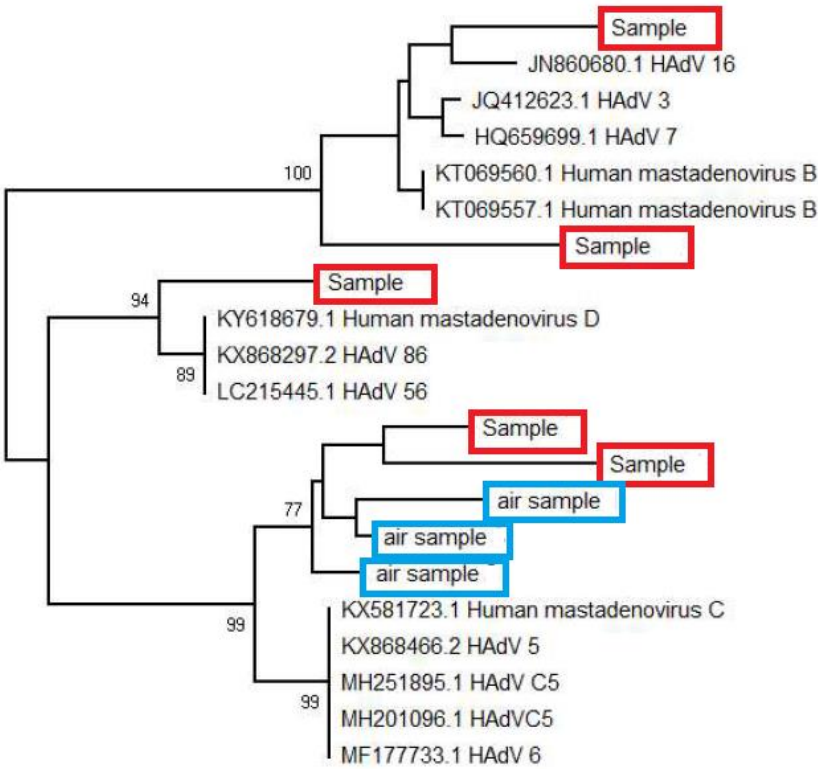 Sample
JN860680.1 HAdV 16
JQ412623.1 HAdV 3
HQ659699.1 HAdV 7
100
KT069560.1 Human mastadenovirus B
KT069557.1 Human mastadenovirus B
Sample
Sample
94
KY618679.1 Human mastadenovirus D
KX868297.2 HAdV 86
89
LC215445.1 HAdV 56
Sample
Sample
air sample
77
air sample
air sample
KX581723.1 Human mastadenovirus C
99
KX868466.2 HAdV 5
MH251895.1 HAdV C5
99
MH201096.1 HAdVC5
MF177733.1 HAdV 6